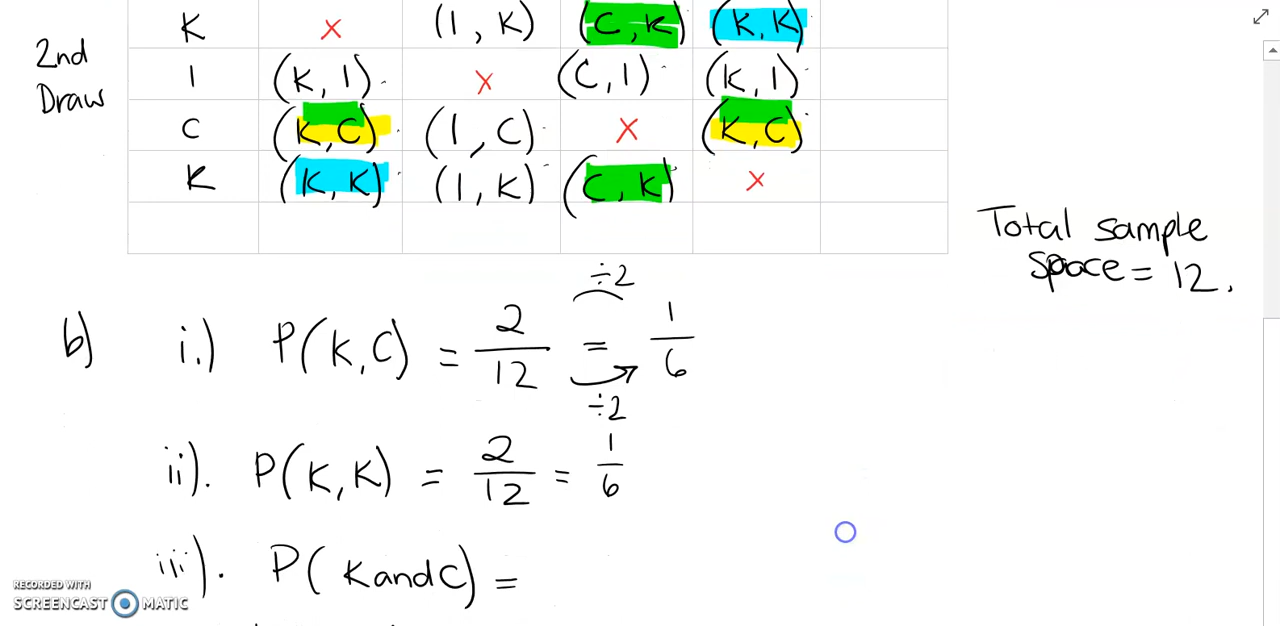 K × (1, K) (C, K) (K, K)
2nd Draw
1 (K, 1) × (C, 1) (K, 1)
C (K, C) (1, C) × (K, C)
K (K, K) (1, K) (C, K) ×
Total sample
space = 12.
b) i.) P(K, C) = 2/12 = 1/6
÷2
÷2
ii). P(K, K) = 2/12 = 1/6
iii). P(K and C) =
RECORDED WITH
SCREENCAST MATIC